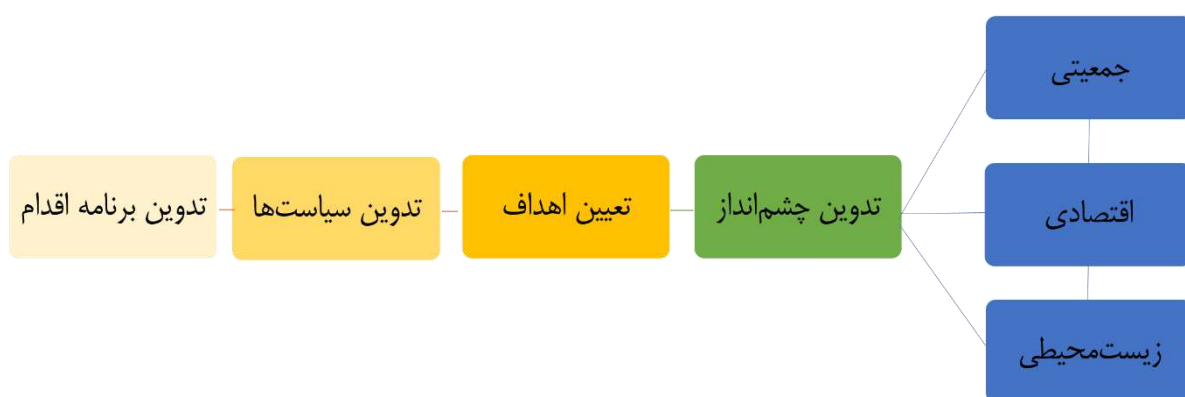 جمعیتی
اقتصادی
زیست‌محیطی
تدوین چشم‌انداز
تعیین اهداف
تدوین سیاست‌ها
تدوین برنامه اقدام